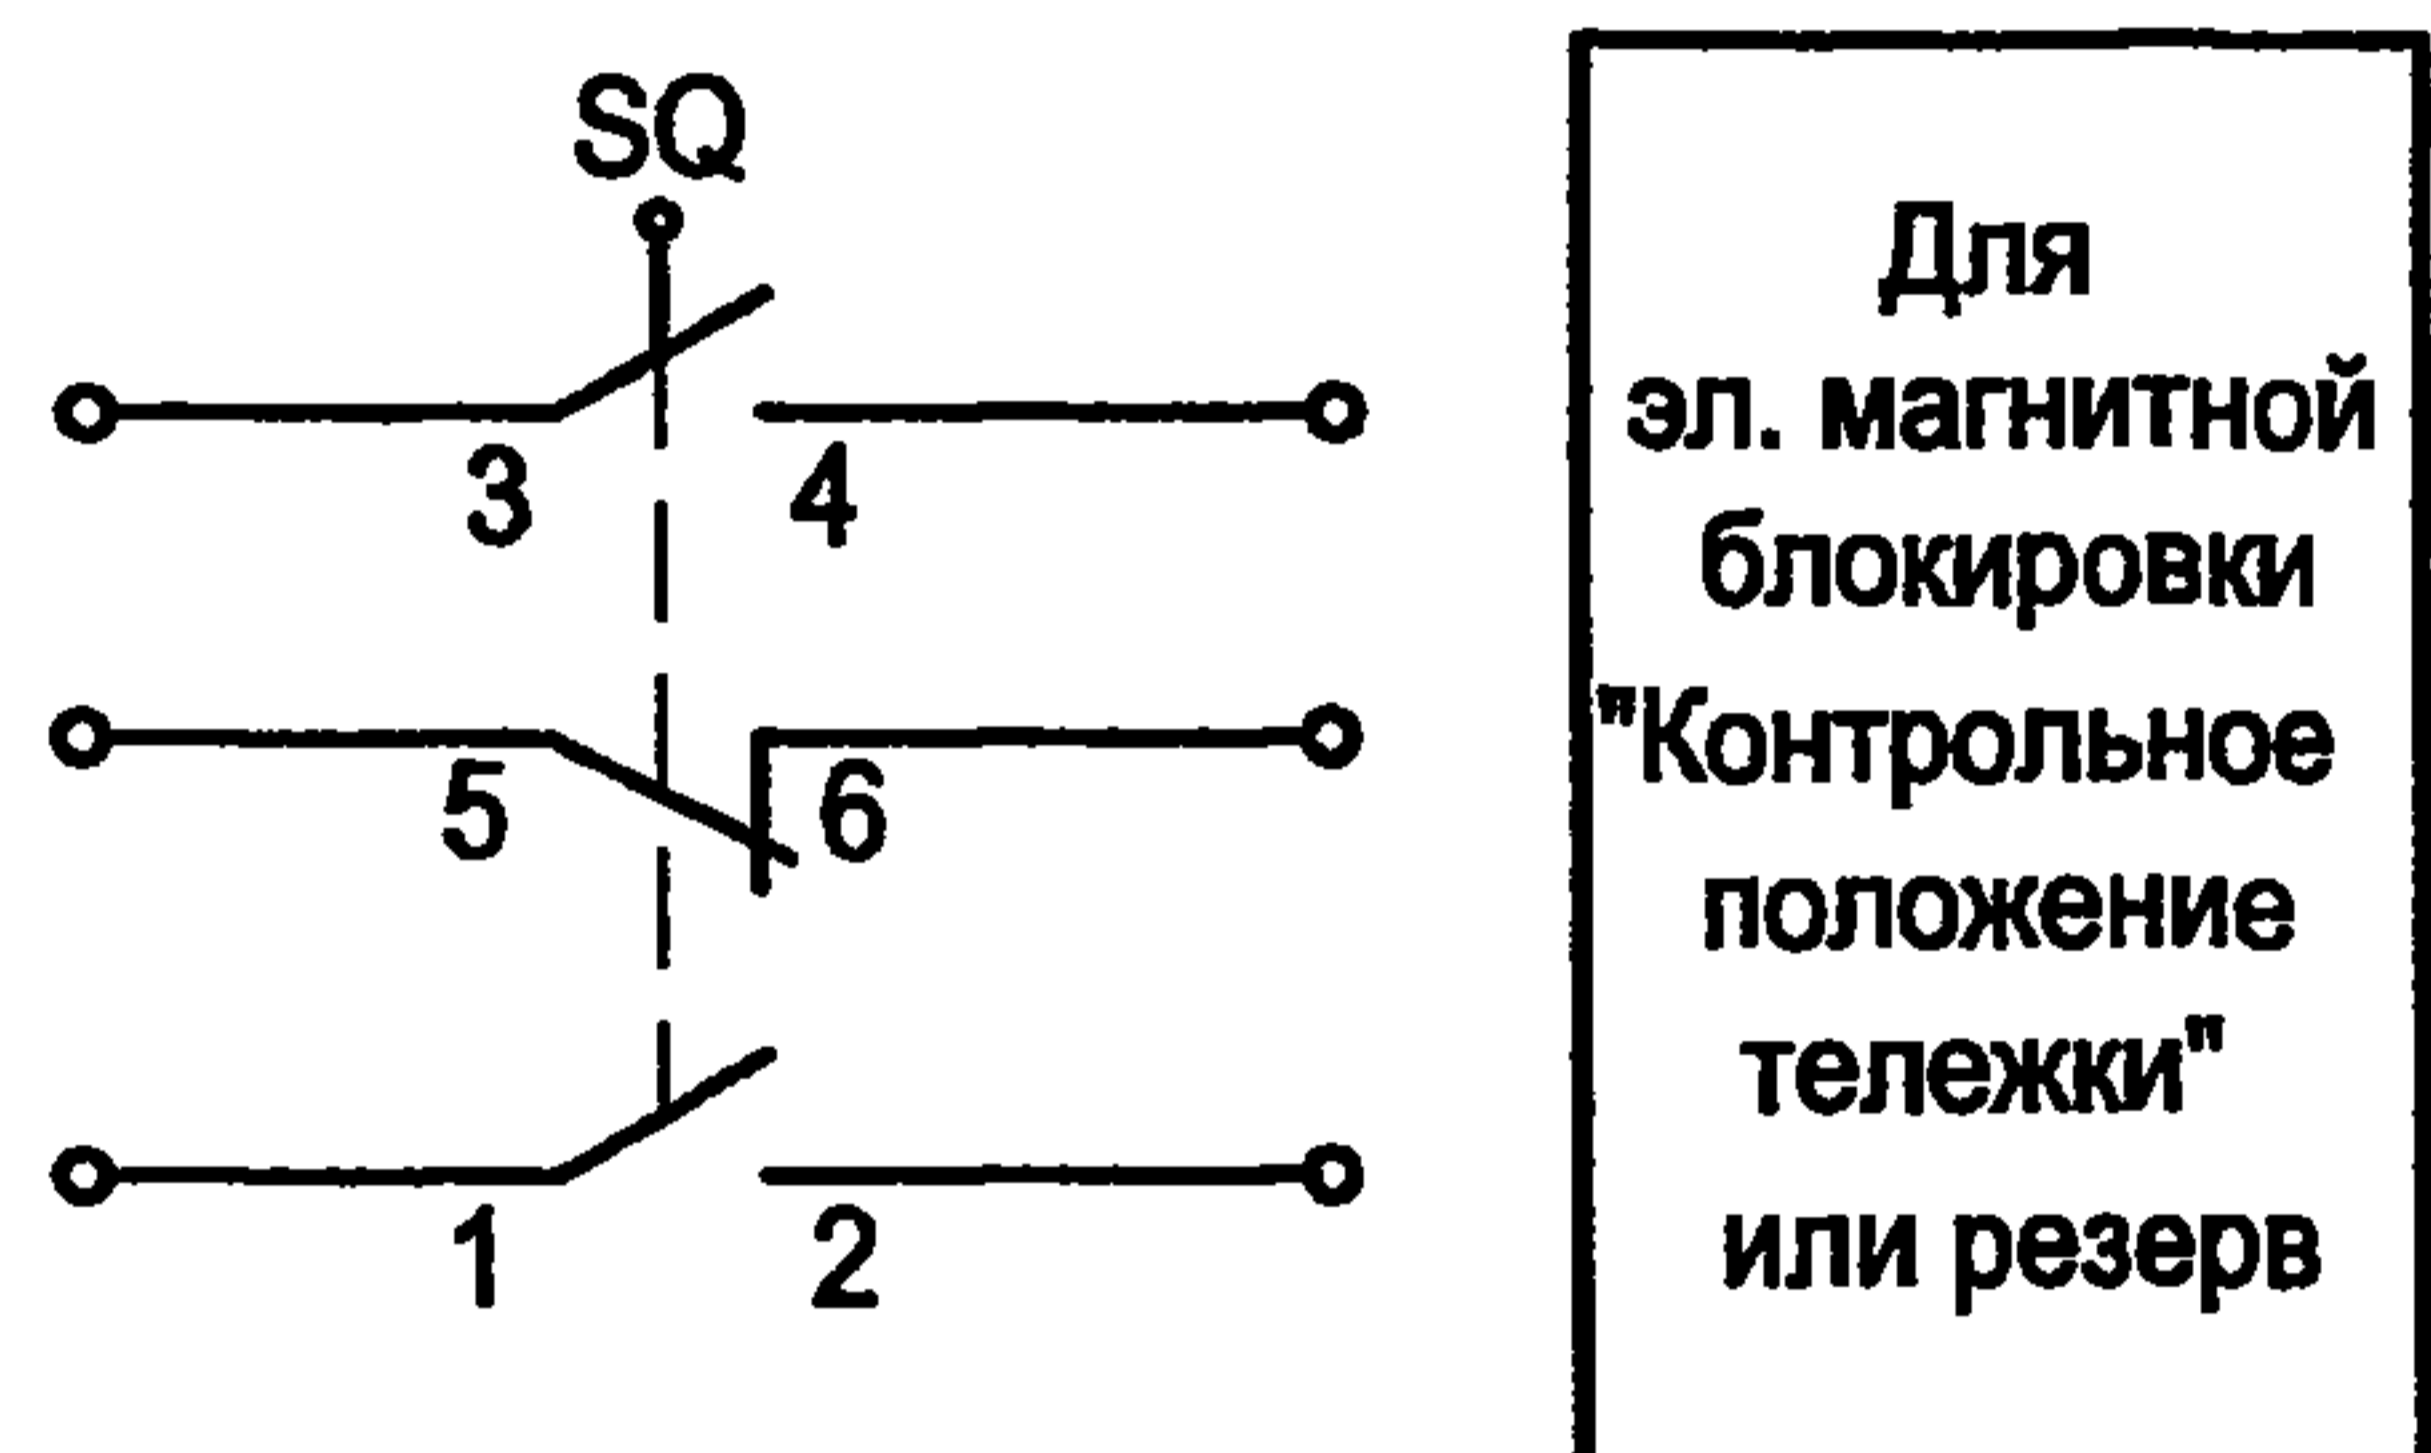 SQ
3 4
5 6
1 2
Для
эл. магнитной
блокировки
"Контрольное
положение
тележки"
или резерв